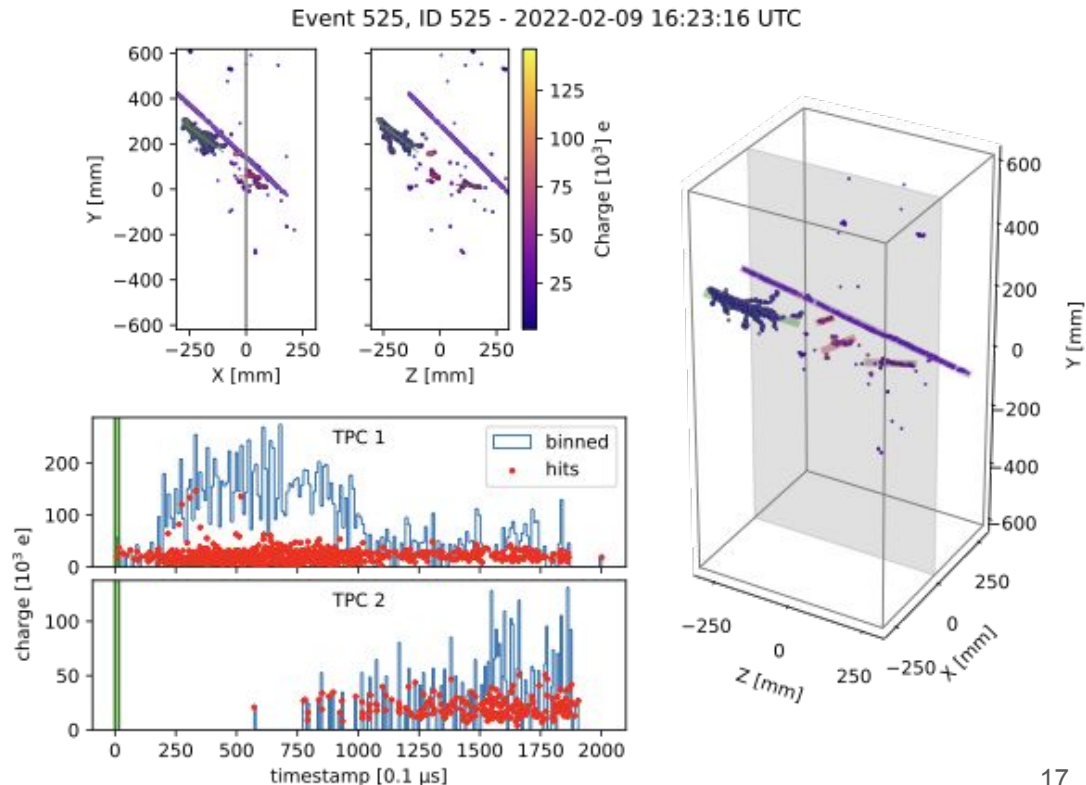 Event 525, ID 525 - 2022-02-09 16:23:16 UTC
600
400
200
0
−200
−400
−600
Y [mm]
−250 0 250
X [mm]
−250 0 250
Z [mm]
125
100
75
50
25
Charge [10³] e
600
400
200
0
−200
−400
−600
Y [mm]
−250
0
250
Z [mm]
−250
0
250
X [mm]
TPC 1
binned
hits
200
100
0
TPC 2
100
50
0
charge [10³ e]
0 250 500 750 1000 1250 1500 1750 2000
timestamp [0.1 μs]
17